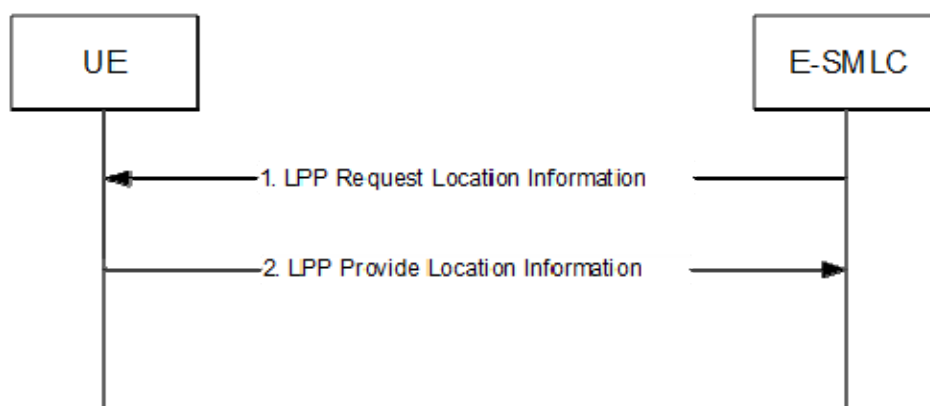 UE
E-SMLC
1. LPP Request Location Information
2. LPP Provide Location Information